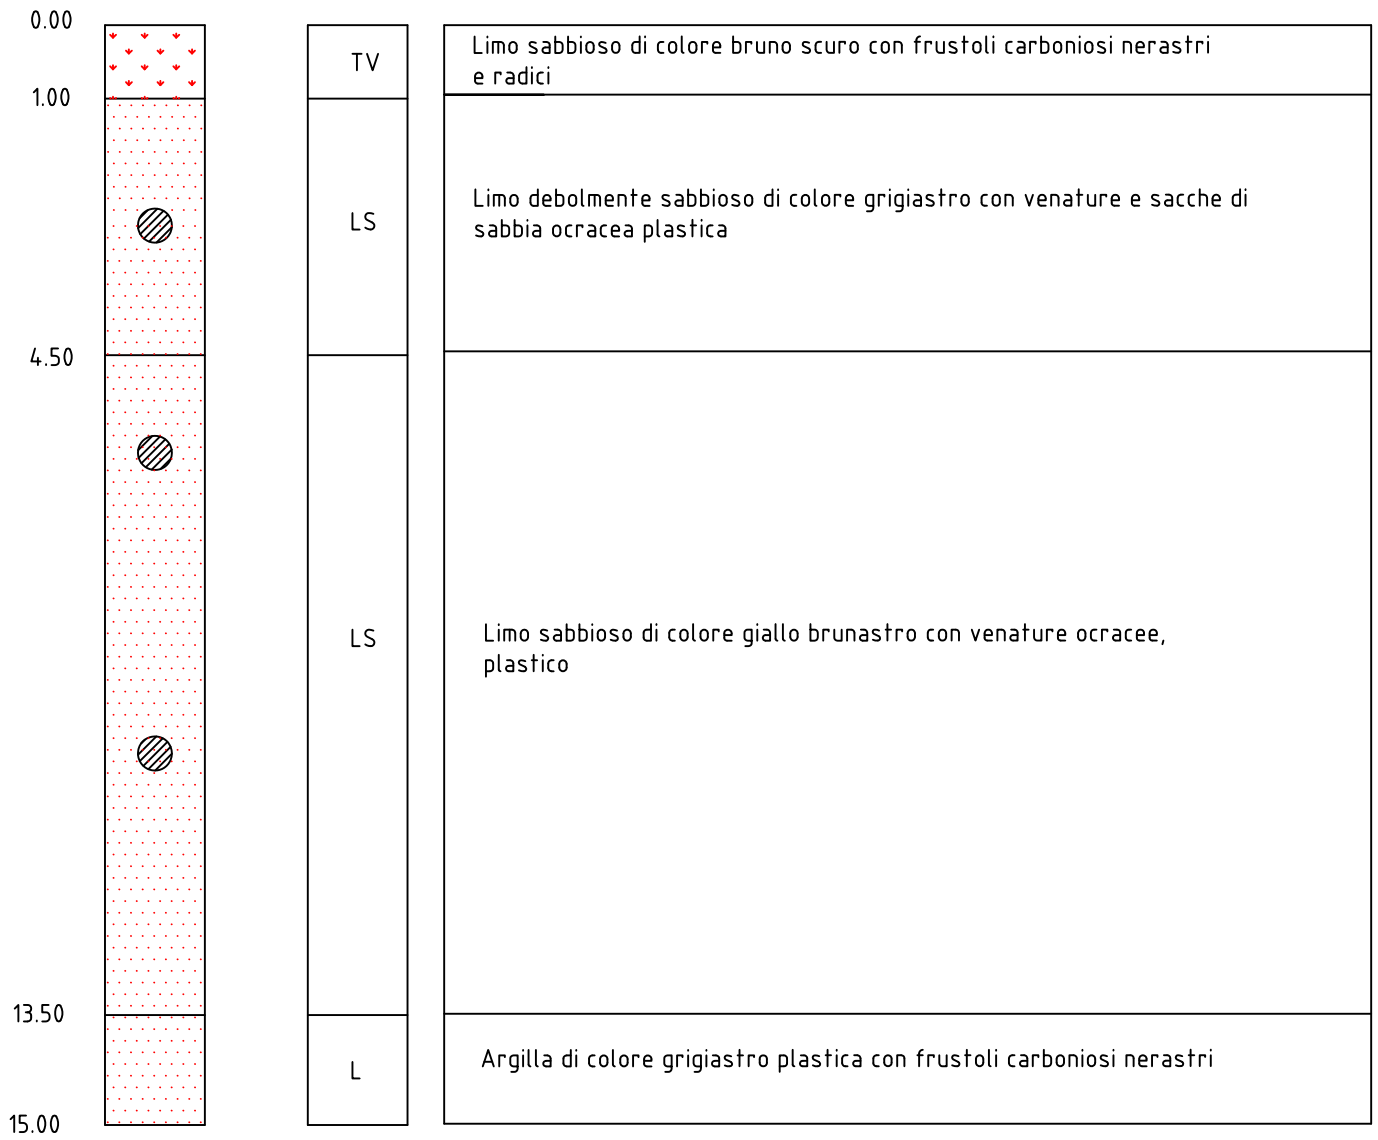 0.00
TV
Limo sabbioso di colore bruno scuro con frustoli carboniosi nerastri
e radici
1.00
LS
Limo debolmente sabbioso di colore grigiastro con venature e sacche di
sabbia ocracea plastica
4.50
LS
Limo sabbioso di colore giallo brunastro con venature ocracee,
plastico
13.50
L
Argilla di colore grigiastro plastica con frustoli carboniosi nerastri
15.00